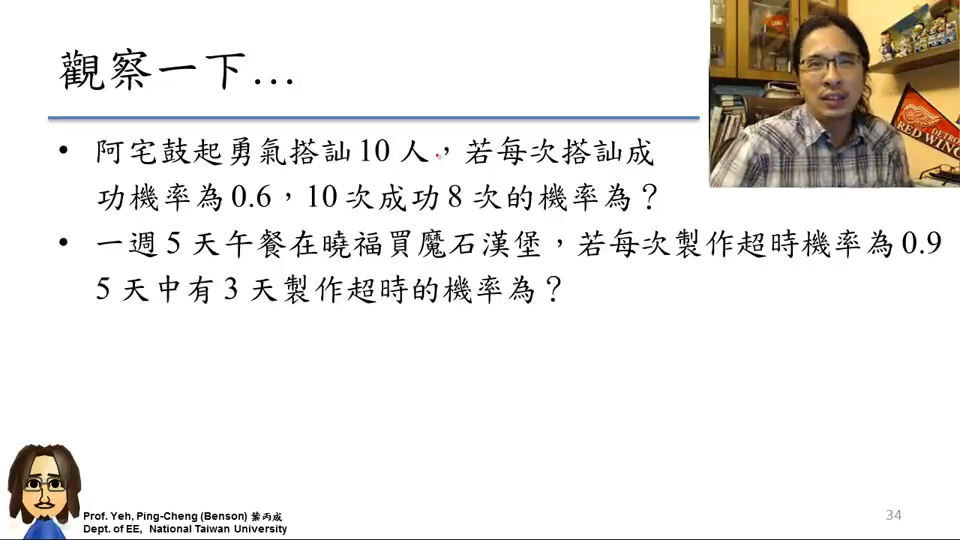 觀察一下…
• 阿宅鼓起勇氣搭訕 10 人，若每次搭訕成
功機率為 0.6，10 次成功 8 次的機率為？
• 一週 5 天午餐在曉福買魔石漢堡，若每次製作超時機率為 0.9
5 天中有 3 天製作超時的機率為？
DETROIT
RED WINGS
Prof. Yeh, Ping-Cheng (Benson) 葉丙成
Dept. of EE, National Taiwan University
34